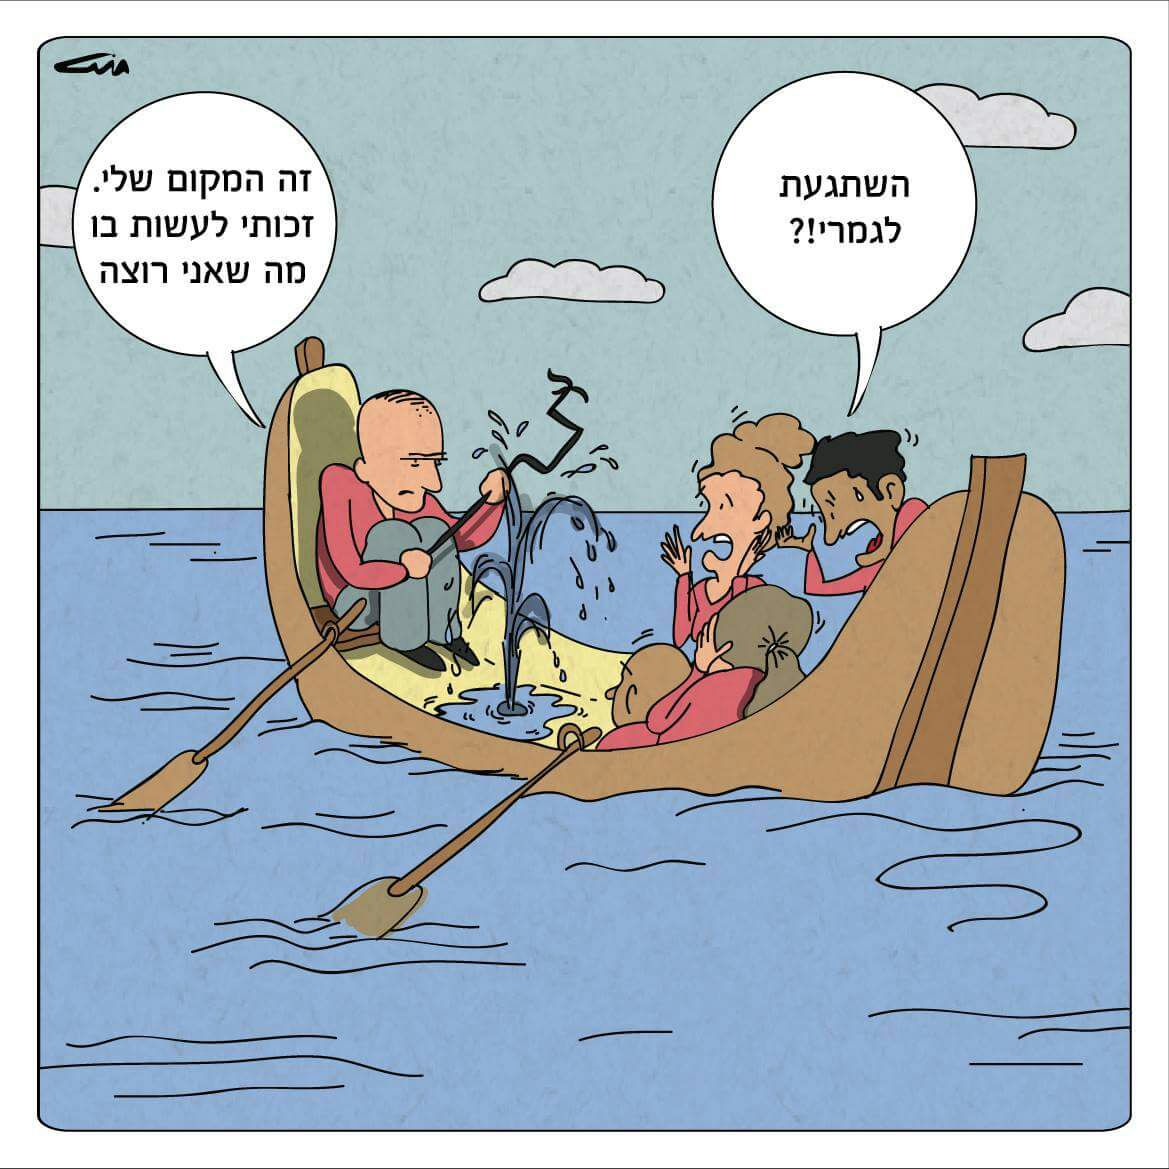 השתגעת
לגמרי!?
זה המקום שלי.
זכותי לעשות בו
מה שאני רוצה